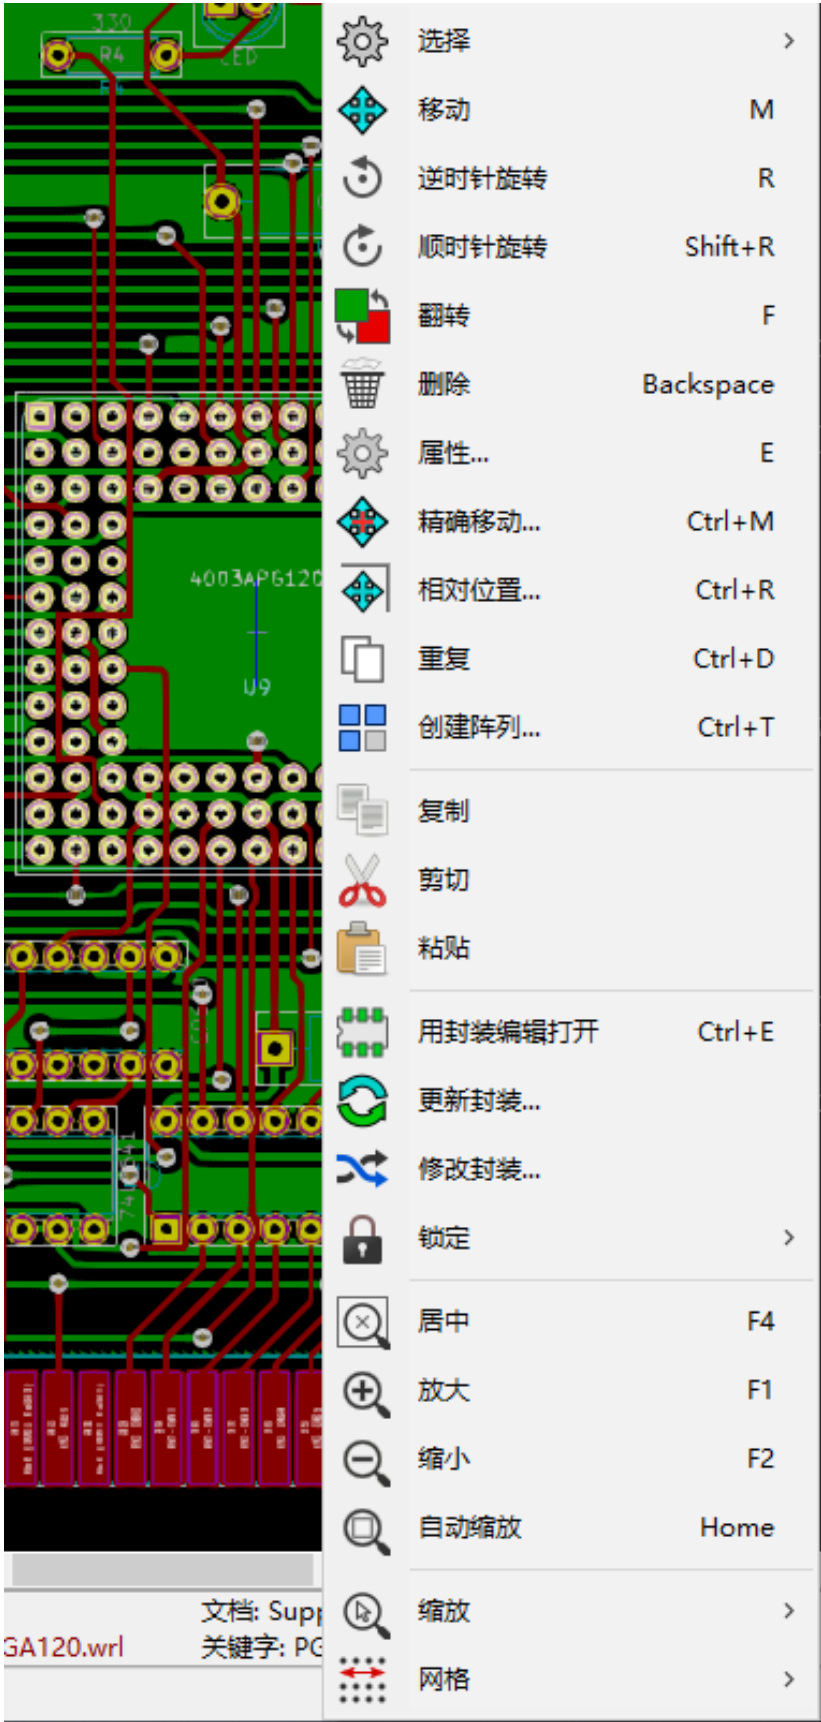 330
R4
LED
4003APG120
U9
选择
移动 M
逆时针旋转 R
顺时针旋转 Shift+R
翻转 F
删除 Backspace
属性... E
精确移动... Ctrl+M
相对位置... Ctrl+R
重复 Ctrl+D
创建阵列... Ctrl+T
复制
剪切
粘贴
用封装编辑打开 Ctrl+E
更新封装...
修改封装...
锁定
居中 F4
放大 F1
缩小 F2
自动缩放 Home
缩放
网格
文档: Supp
GA120.wrl 关键字: PG